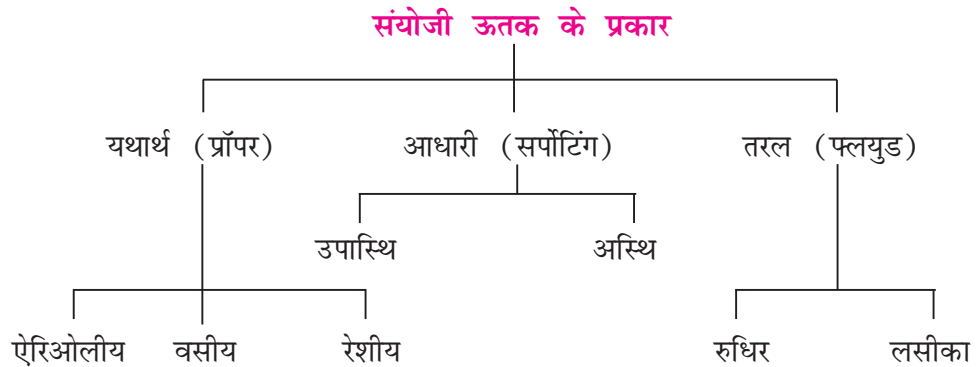 संयोजी ऊतक के प्रकार
यथार्थ (प्रॉपर) आधारी (सर्पोटिंग) तरल (फ्लयुड)
उपास्थि अस्थि
ऐरिओलीय वसीय रेशीय रुधिर लसीका